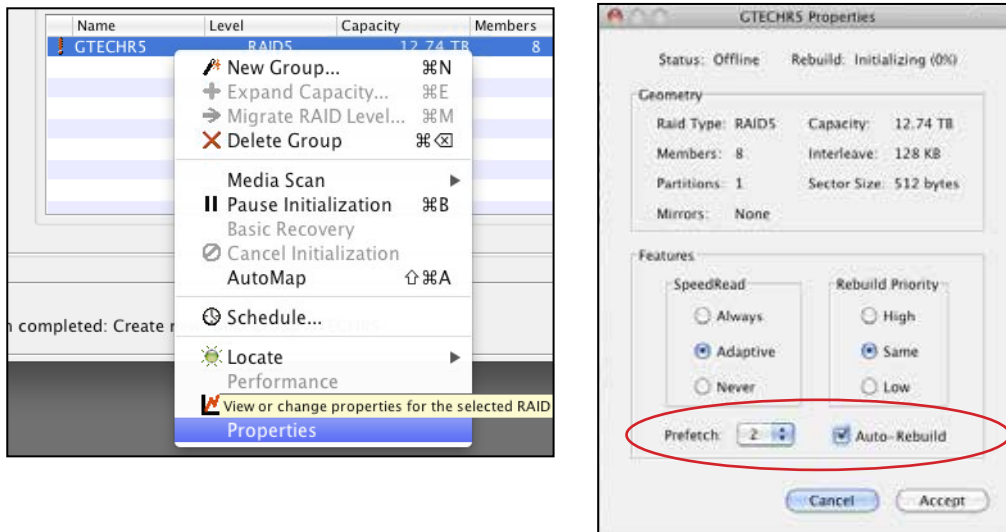 Name Level Capacity Members
GTECHR5 RAID5 12.74 TB 8
New Group... ⌘N
Expand Capacity... ⌘E
Migrate RAID Level... ⌘M
Delete Group ⌘⌫
Media Scan ▶
Pause Initialization ⌘B
Basic Recovery
Cancel Initialization
AutoMap ⇧⌘A
Schedule...
n completed: Create
Locate ▶
Performance
View or change properties for the selected RAID
Properties
GTECHR5 Properties
Status: Offline Rebuild: Initializing (0%)
Geometry
Raid Type: RAID5 Capacity: 12.74 TB
Members: 8 Interleave: 128 KB
Partitions: 1 Sector Size: 512 bytes
Mirrors: None
Features
SpeedRead Rebuild Priority
Always High
Adaptive Same
Never Low
Prefetch: 2 Auto-Rebuild
Cancel Accept